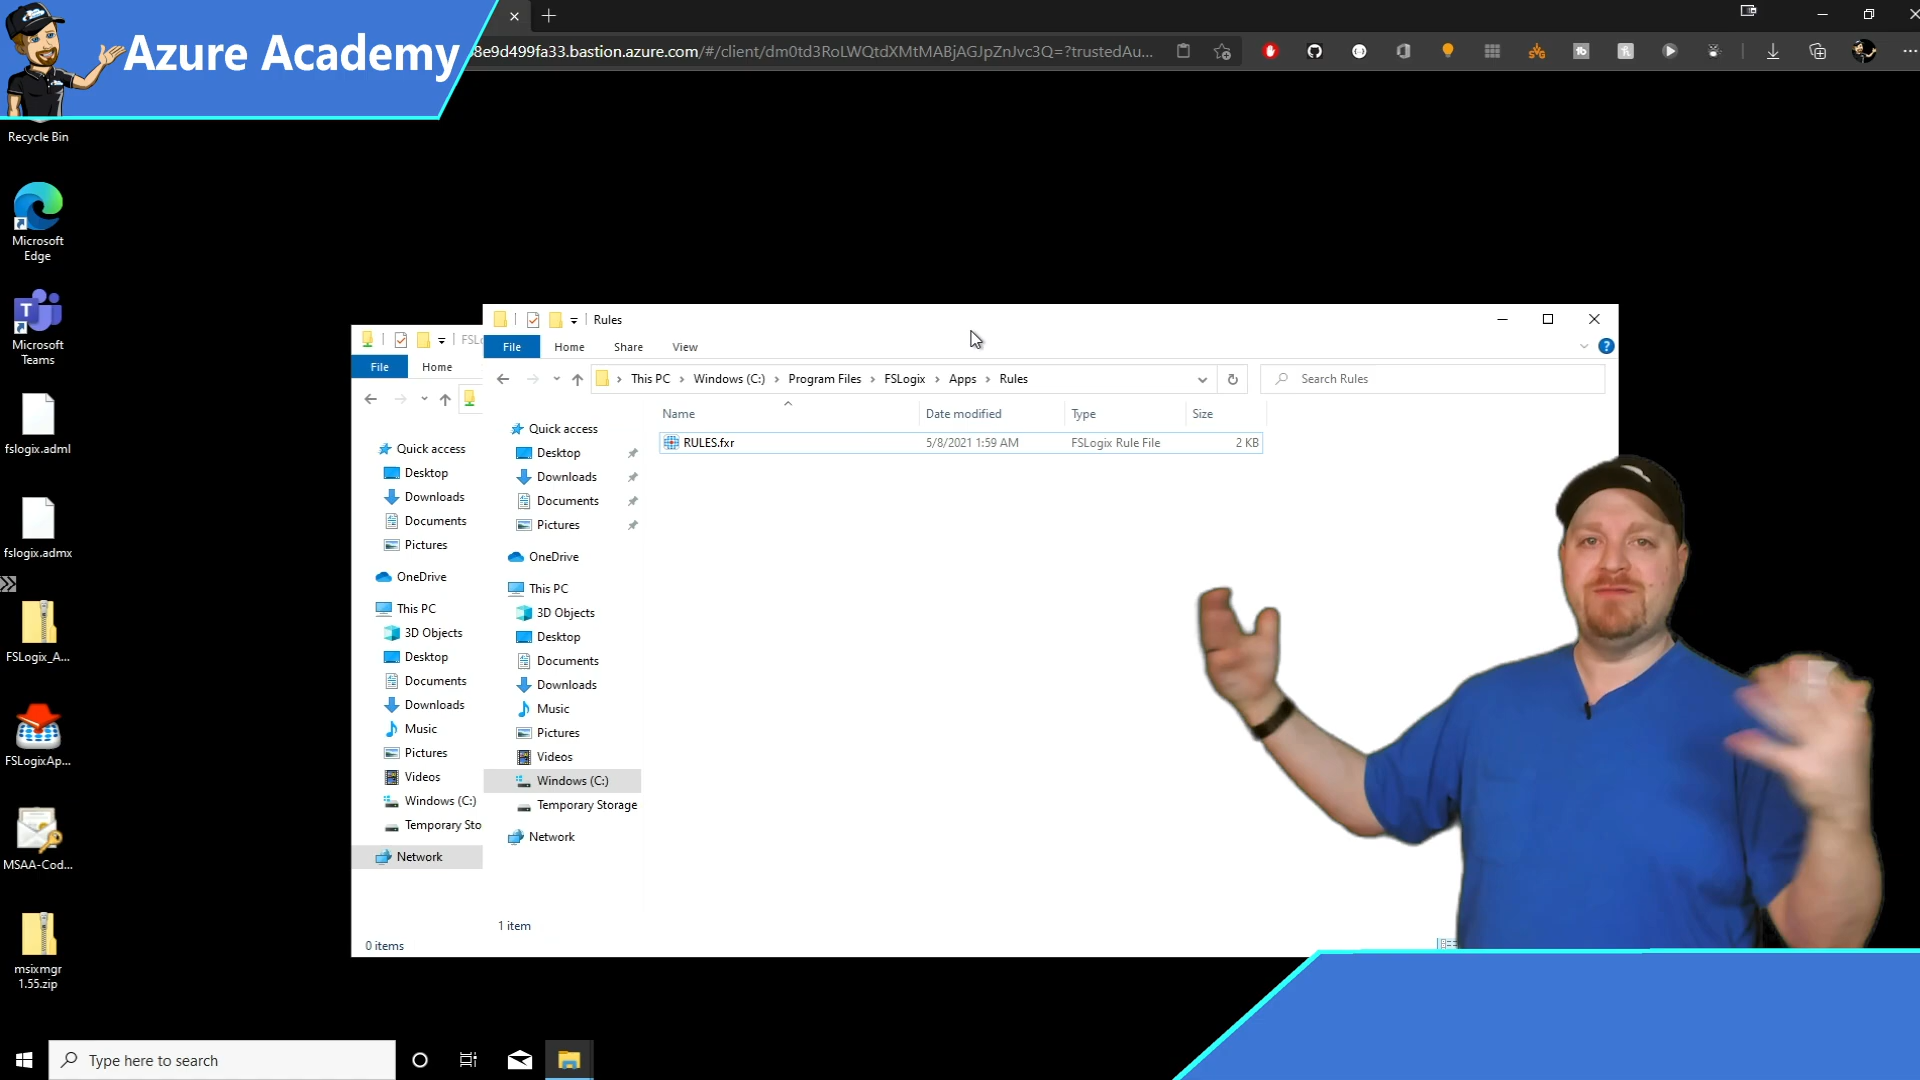 Azure Academy
8e9d499fa33.bastion.azure.com/#/client/dm0td3RoLWQtdXMtMABjAGJpZnJvc3Q=?trustedAu...
Recycle Bin
Microsoft
Edge
Microsoft
Teams
fslogix.adml
fslogix.admx
FSLogix_A...
FSLogixAp...
MSAA-Cod...
msixmgr
1.55.zip
FSLo
File
Home
Quick access
Desktop
Downloads
Documents
Pictures
OneDrive
This PC
3D Objects
Desktop
Documents
Downloads
Music
Pictures
Videos
Windows (C:)
Temporary Sto
Network
0 items
Rules
File
Home
Share
View
This PC
Windows (C:)
Program Files
FSLogix
Apps
Rules
Search Rules
Name
Date modified
Type
Size
RULES.fxr
5/8/2021 1:59 AM
FSLogix Rule File
2 KB
Quick access
Desktop
Downloads
Documents
Pictures
OneDrive
This PC
3D Objects
Desktop
Documents
Downloads
Music
Pictures
Videos
Windows (C:)
Temporary Storage
Network
1 item
Type here to search